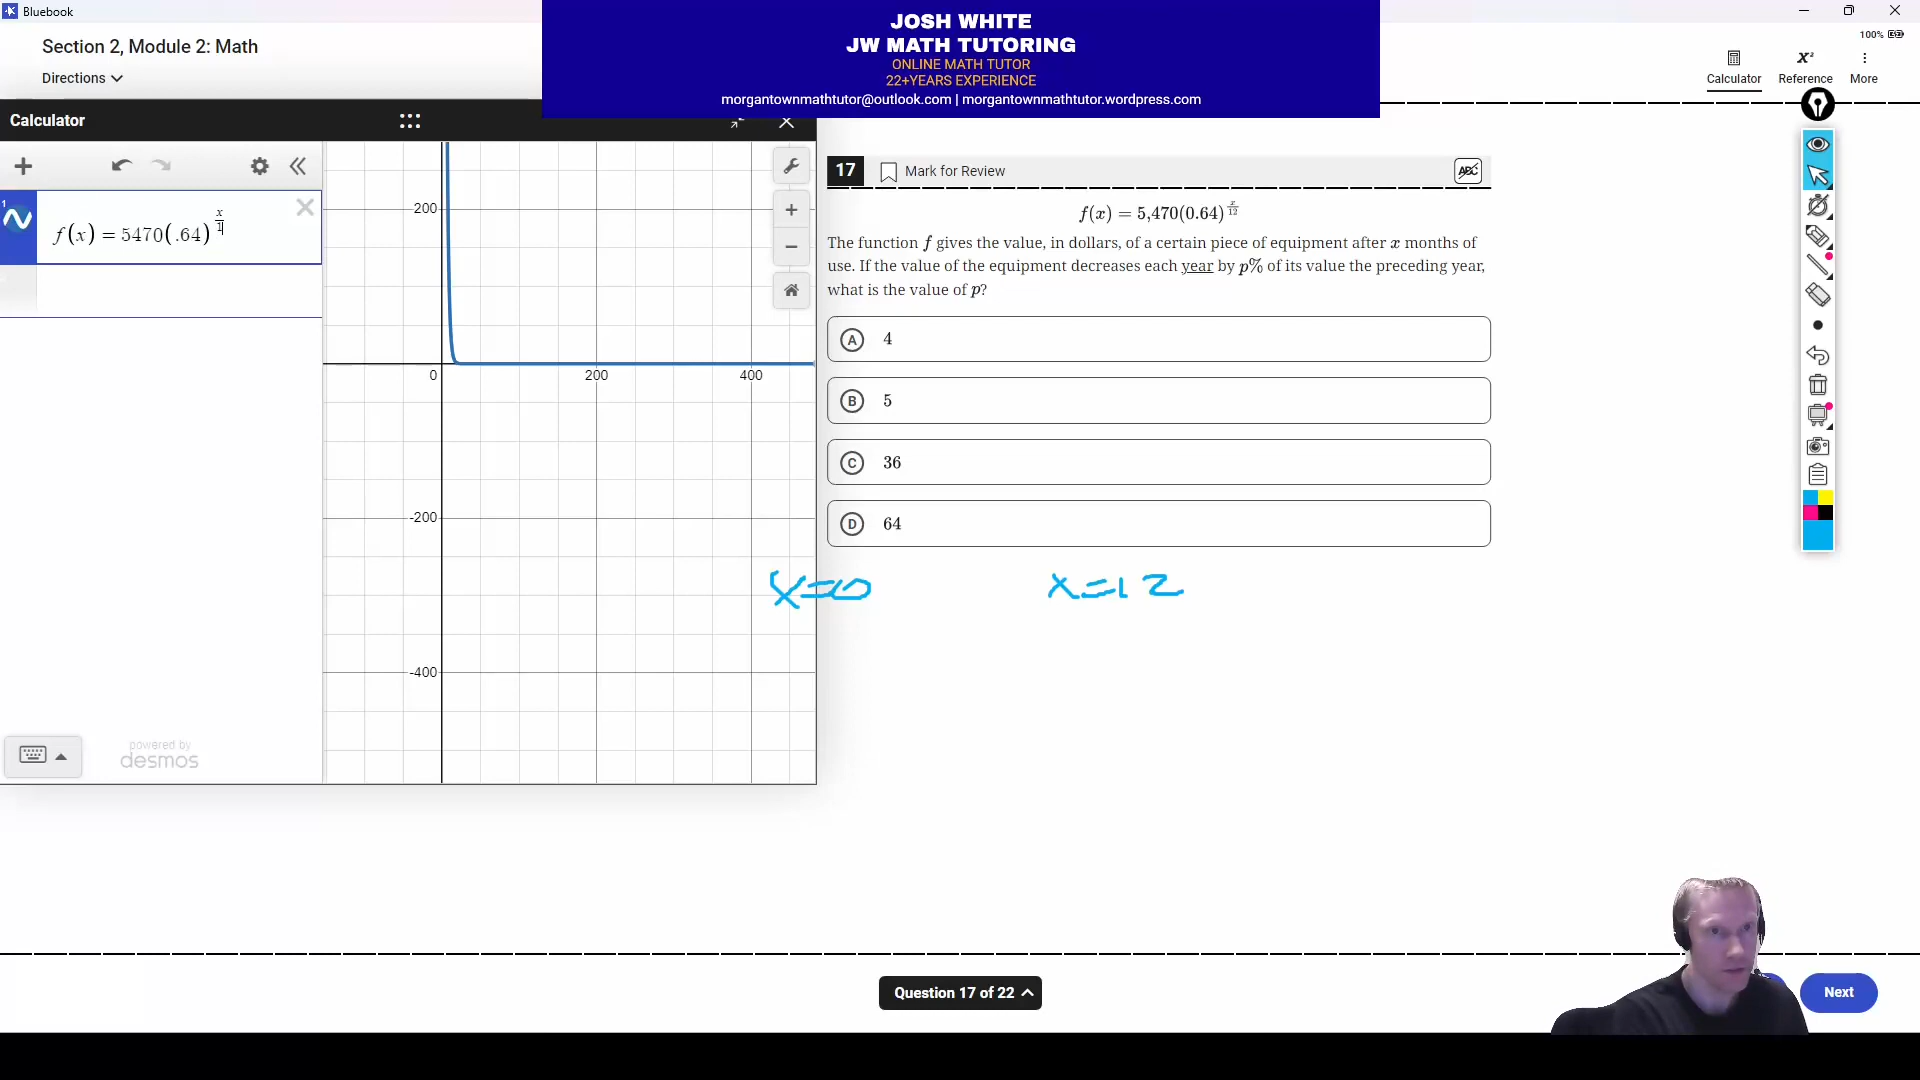 Bluebook
Section 2, Module 2: Math
Directions
JOSH WHITE
JW MATH TUTORING
ONLINE MATH TUTOR
22+YEARS EXPERIENCE
morgantownmathtutor@outlook.com | morgantownmathtutor.wordpress.com
100%
Calculator
Reference
More
Calculator
1
f(x) = 5470(.64)^(x/1)
200
0
200
400
-200
-400
powered by
desmos
17
Mark for Review
ABC
f(x) = 5,470(0.64)^(x/12)
The function f gives the value, in dollars, of a certain piece of equipment after x months of
use. If the value of the equipment decreases each year by p% of its value the preceding year,
what is the value of p?
A 4
B 5
C 36
D 64
x=0
x=12
Question 17 of 22
Next